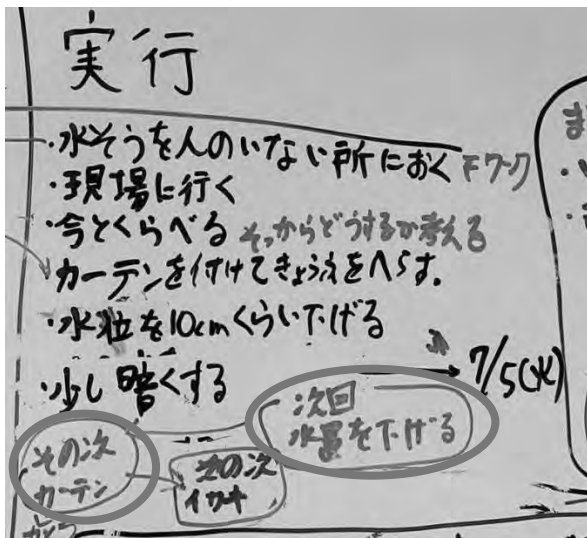 実行
・水そうを人のいない所におく Fワーク
・現場に行く
・今とくらべる そっからどうするか考える
・カーテンを付けてきょうふをへらす。
・水位を10cmくらい下げる
・少し暗くする
7/5(水)
次回
水量を下げる
その次
カーテン
次の次
ま